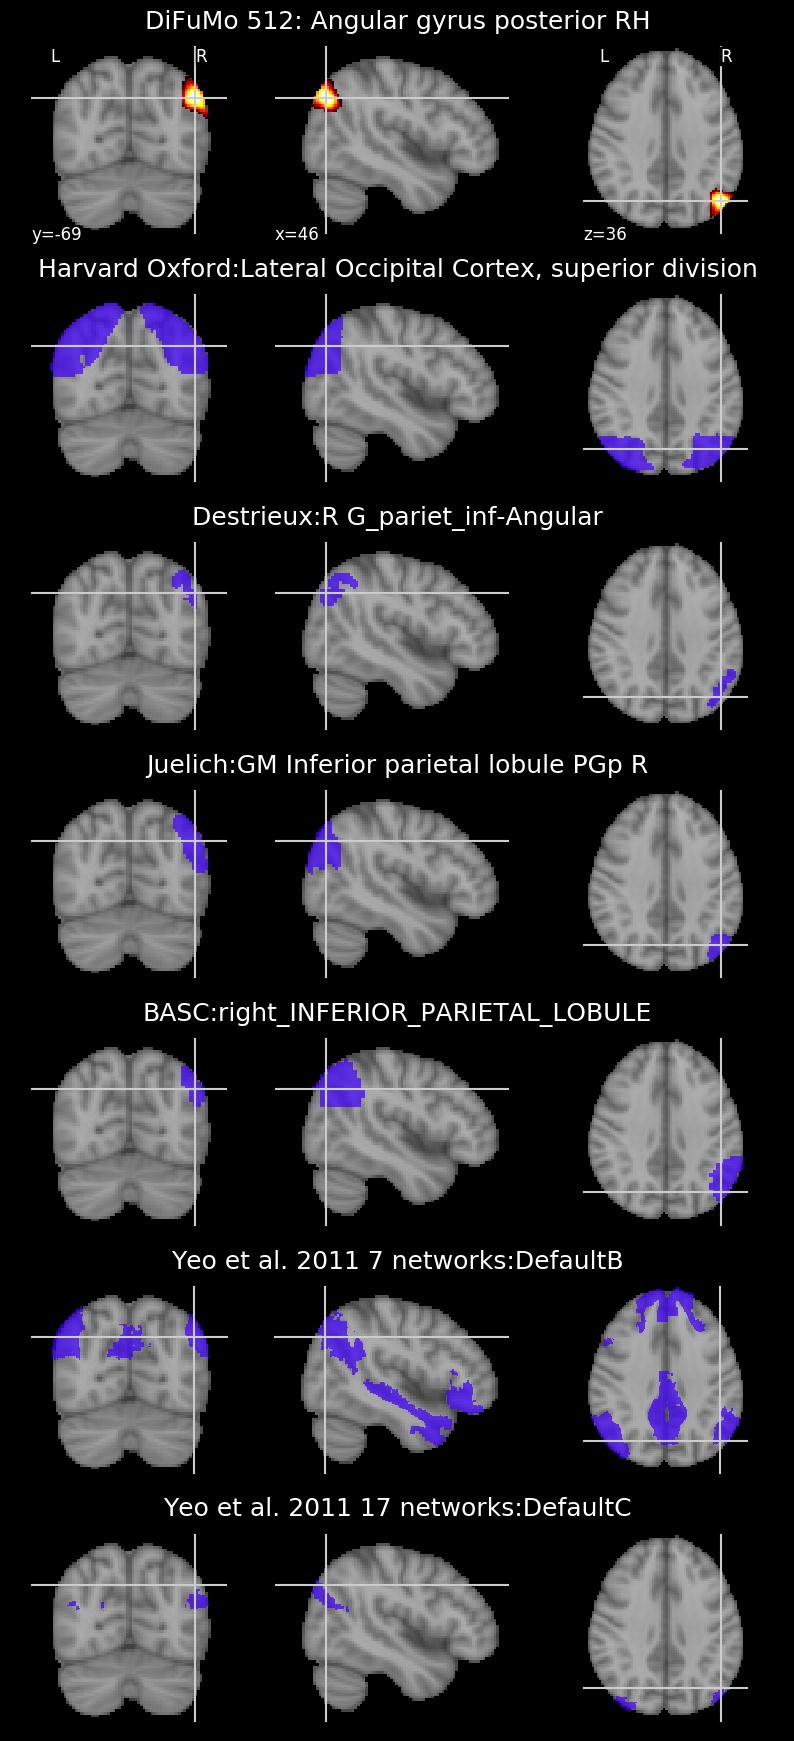 DiFuMo 512: Angular gyrus posterior RH
L R L R
y=-69 x=46 z=36
Harvard Oxford:Lateral Occipital Cortex, superior division
Destrieux:R G_pariet_inf-Angular
Juelich:GM Inferior parietal lobule PGp R
BASC:right_INFERIOR_PARIETAL_LOBULE
Yeo et al. 2011 7 networks:DefaultB
Yeo et al. 2011 17 networks:DefaultC